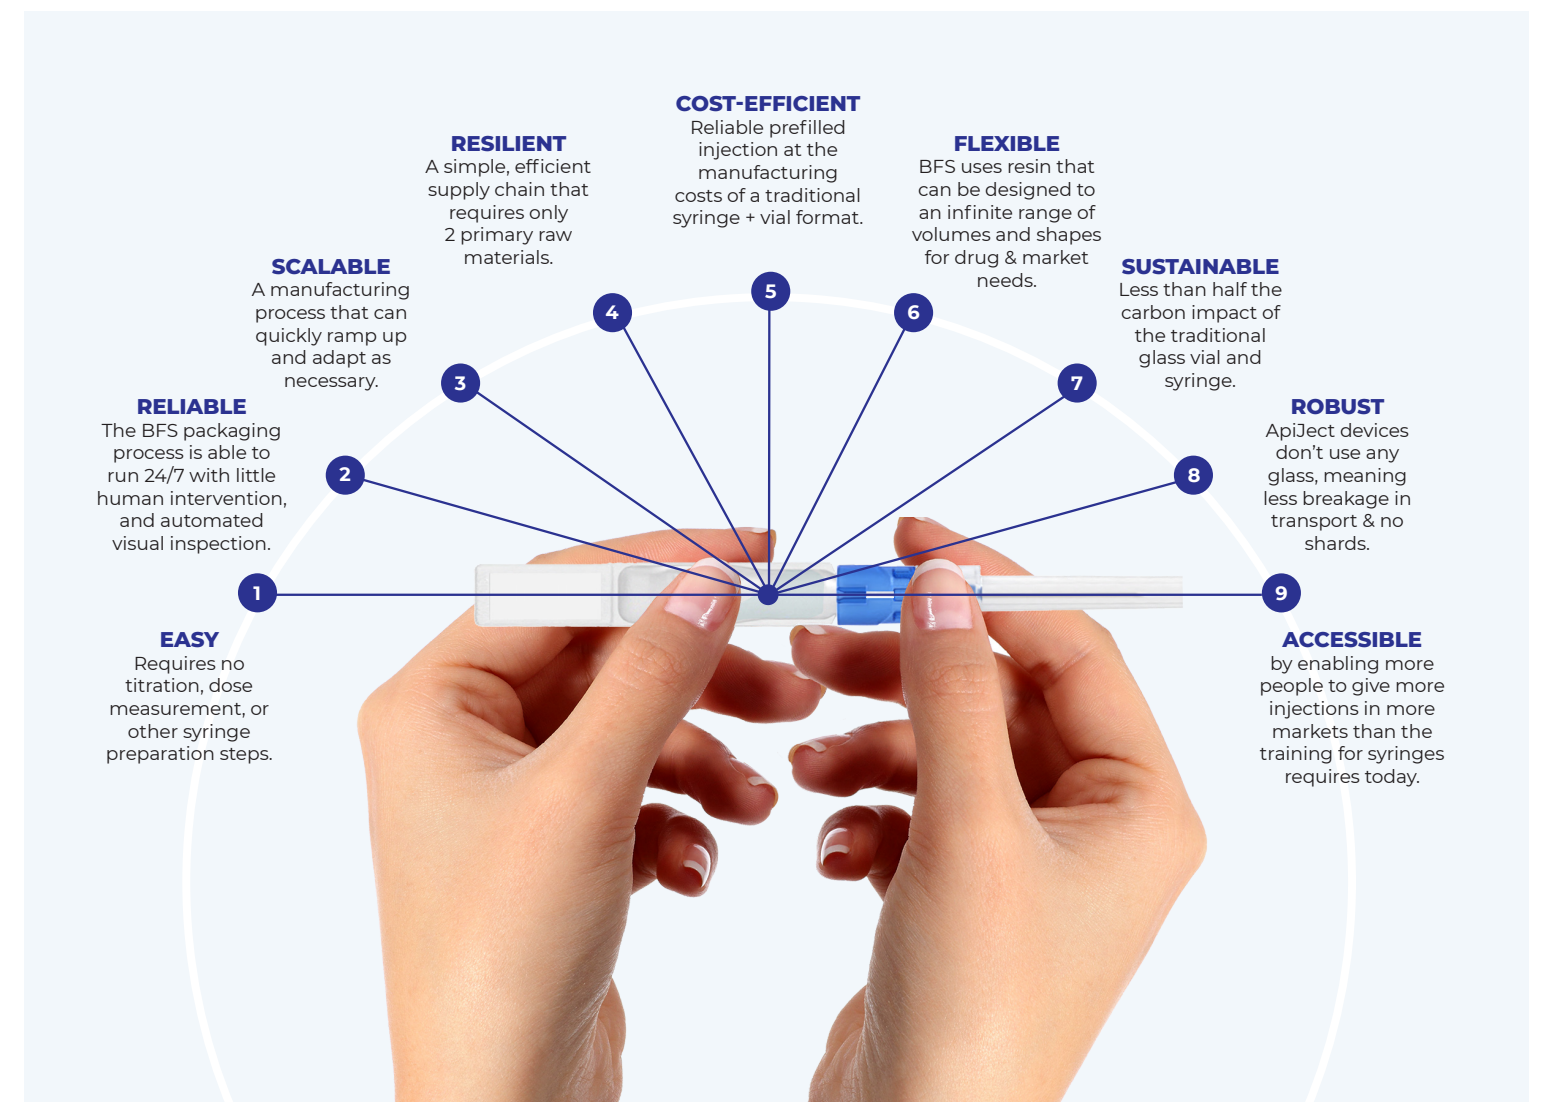 1
EASY
Requires no
titration, dose
measurement, or
other syringe
preparation steps.
2
RELIABLE
The BFS packaging
process is able to
run 24/7 with little
human intervention,
and automated
visual inspection.
3
SCALABLE
A manufacturing
process that can
quickly ramp up
and adapt as
necessary.
4
RESILIENT
A simple, efficient
supply chain that
requires only
2 primary raw
materials.
5
COST-EFFICIENT
Reliable prefilled
injection at the
manufacturing
costs of a traditional
syringe + vial format.
6
FLEXIBLE
BFS uses resin that
can be designed to
an infinite range of
volumes and shapes
for drug & market
needs.
7
SUSTAINABLE
Less than half the
carbon impact of
the traditional
glass vial and
syringe.
8
ROBUST
ApiJect devices
don’t use any
glass, meaning
less breakage in
transport & no
shards.
9
ACCESSIBLE
by enabling more
people to give more
injections in more
markets than the
training for syringes
requires today.